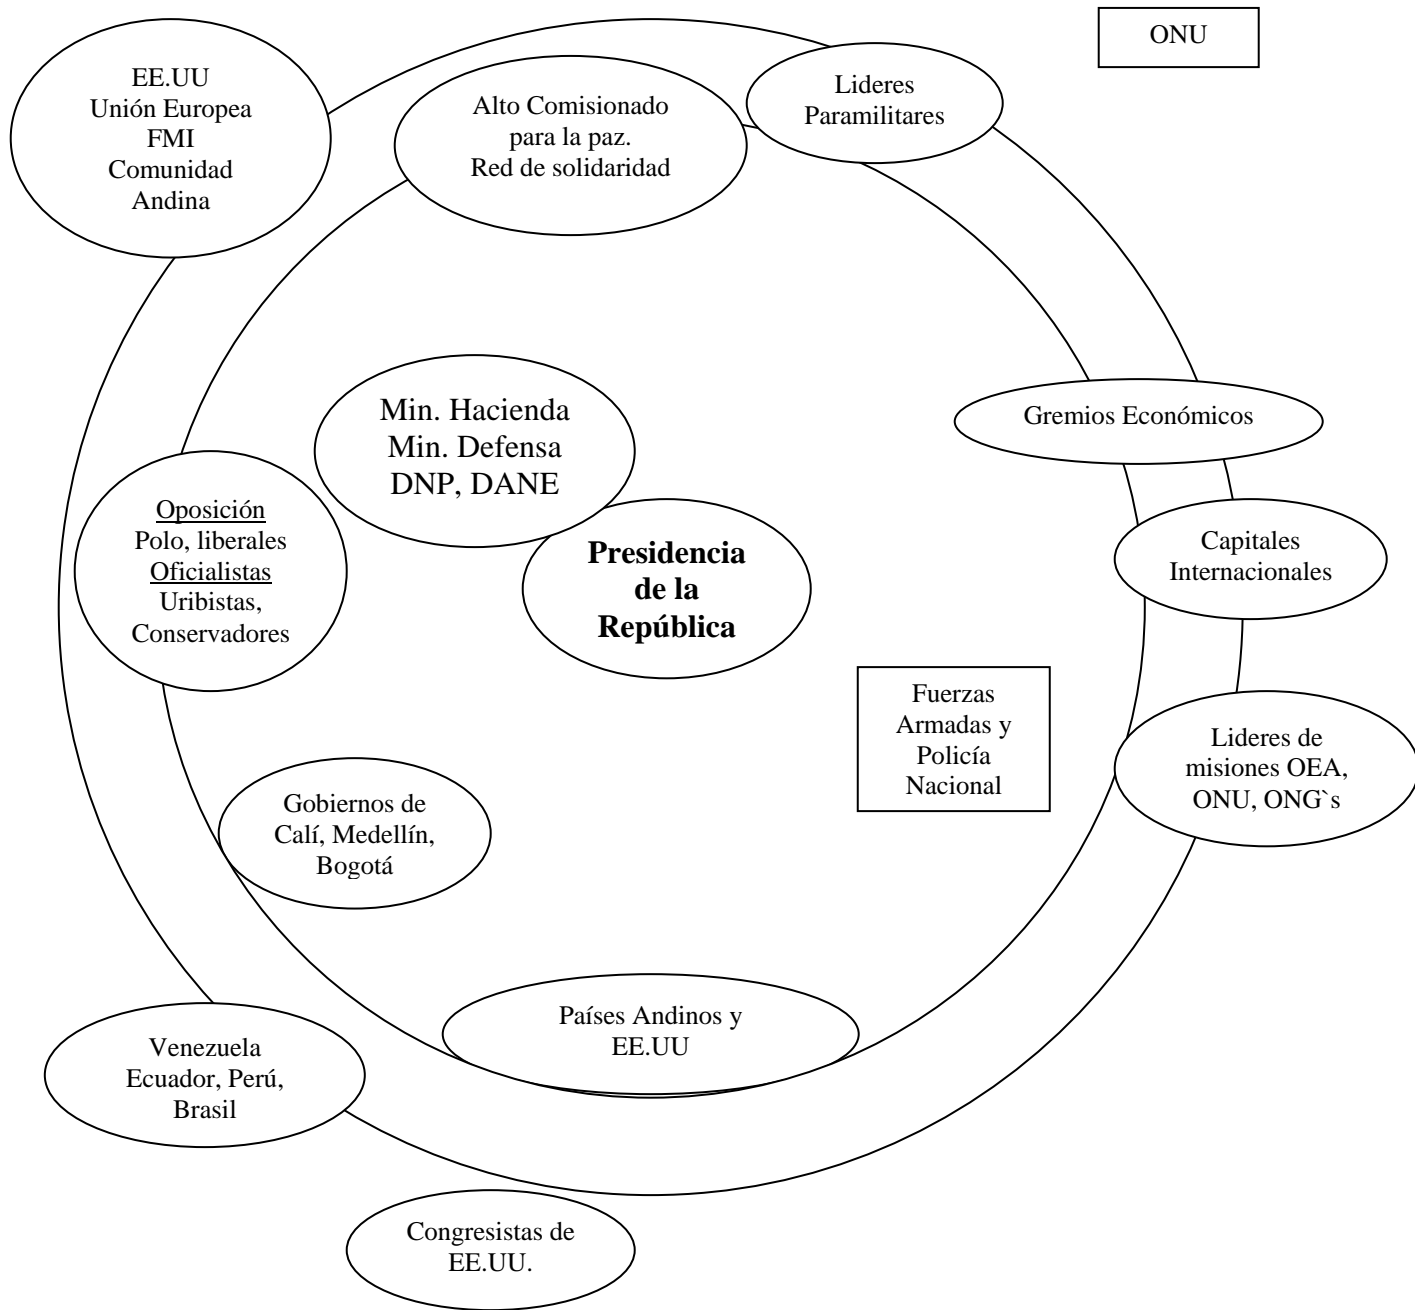 ONU
EE.UU
Unión Europea
FMI
Comunidad
Andina
Alto Comisionado
para la paz.
Red de solidaridad
Lideres
Paramilitares
Min. Hacienda
Min. Defensa
DNP, DANE
Gremios Económicos
Oposición
Polo, liberales
Oficialistas
Uribistas,
Conservadores
Presidencia
de la
República
Capitales
Internacionales
Fuerzas
Armadas y
Policía
Nacional
Lideres de
misiones OEA,
ONU, ONG`s
Gobiernos de
Calí, Medellín,
Bogotá
Países Andinos y
EE.UU
Venezuela
Ecuador, Perú,
Brasil
Congresistas de
EE.UU.